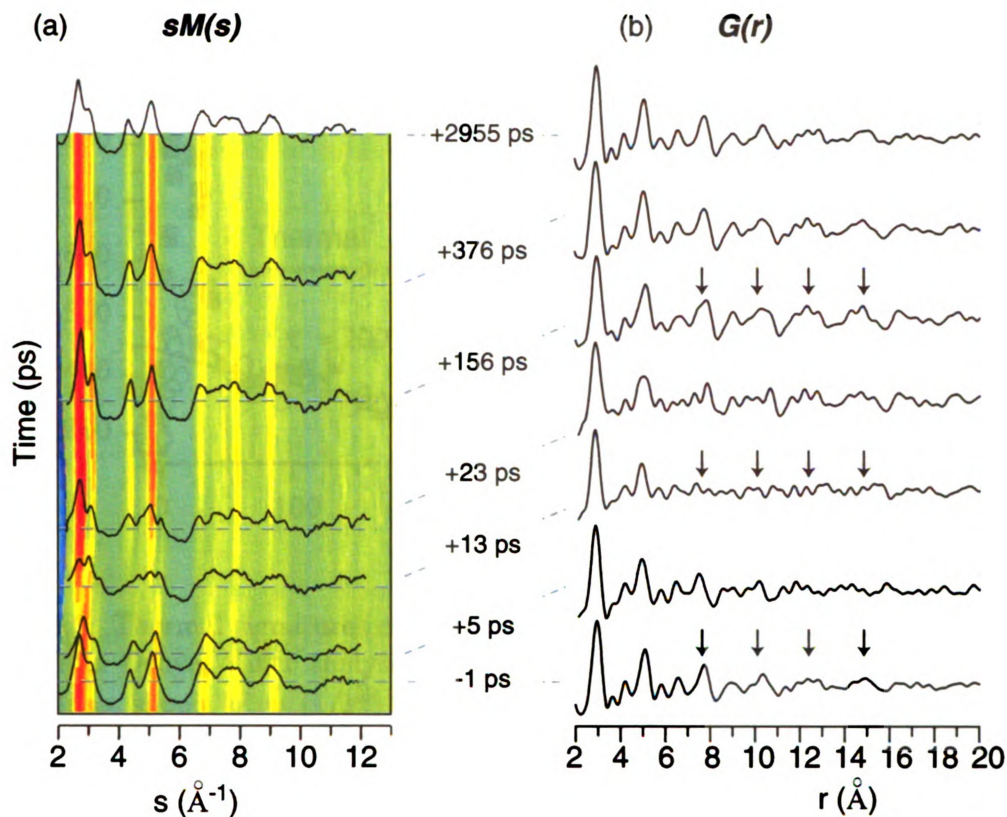 (a) sM(s) (b) G(r)
+2955 ps
+376 ps
+156 ps
+23 ps
+13 ps
+5 ps
-1 ps
Time (ps)
2 4 6 8 10 12
s (Å⁻¹)
2 4 6 8 10 12 14 16 18 20
r (Å)